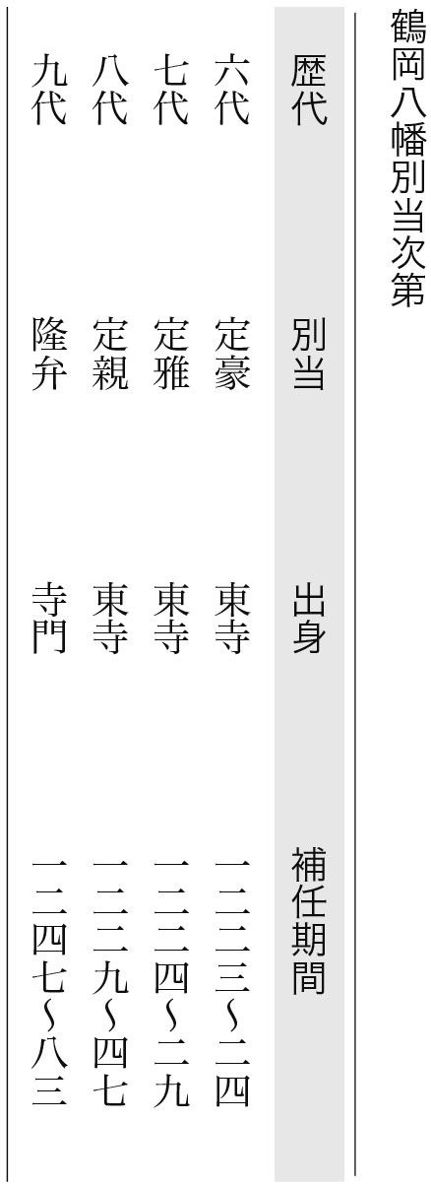 鶴岡八幡別当次第
歴代 別当 出身 補任期間
六代 定豪 東寺 一二二三〜二四
七代 定雅 東寺 一二二四〜二九
八代 定親 東寺 一二二九〜四七
九代 隆弁 寺門 一二四七〜八三